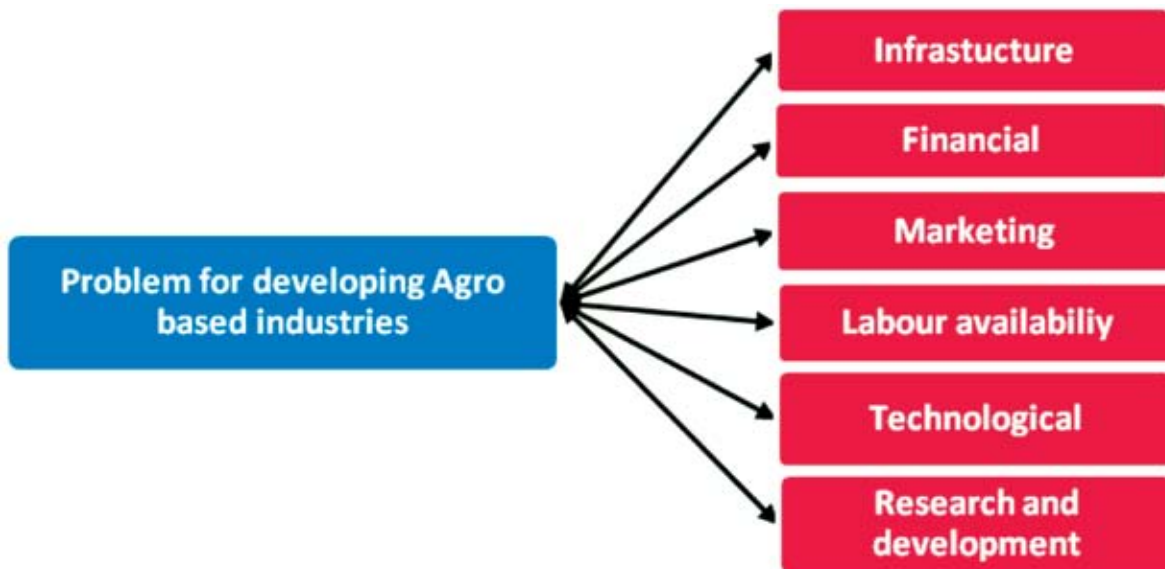 Infrastucture
Financial
Marketing
Problem for developing Agro
based industries
Labour availabiliy
Technological
Research and
development